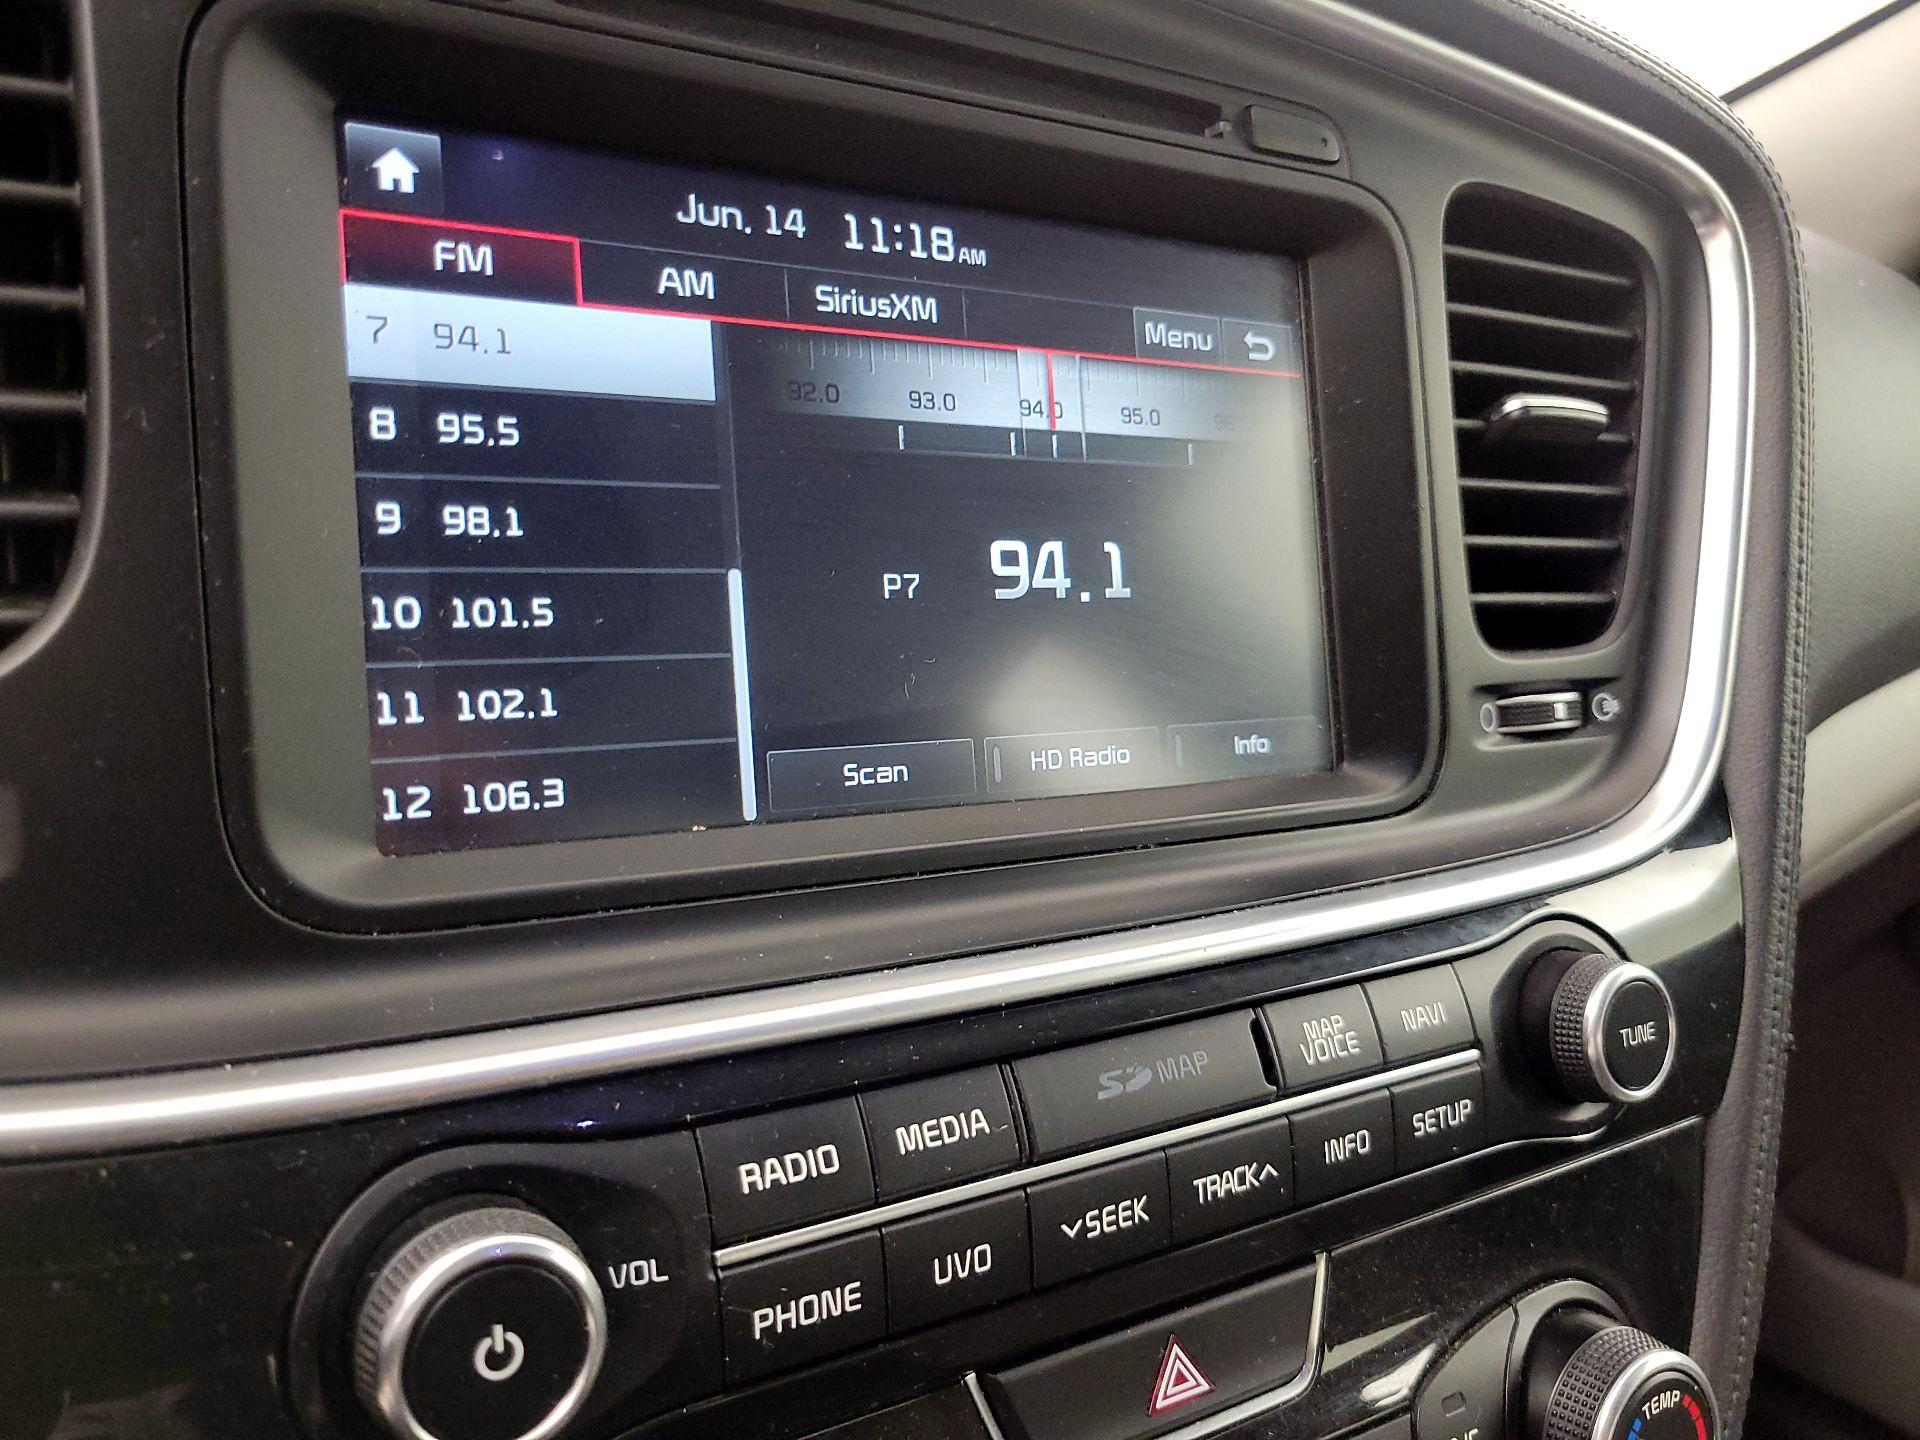 Jun. 14 11:18 AM
FM AM SiriusXM Menu
7 94.1
8 95.5
9 98.1
10 101.5
11 102.1
12 106.3
92.0 93.0 94.0 95.0
P7 94.1
Scan HD Radio Info
RADIO MEDIA SD MAP MAP VOICE NAVI TUNE
VOL PHONE UVO SEEK TRACK INFO SETUP
TEMP